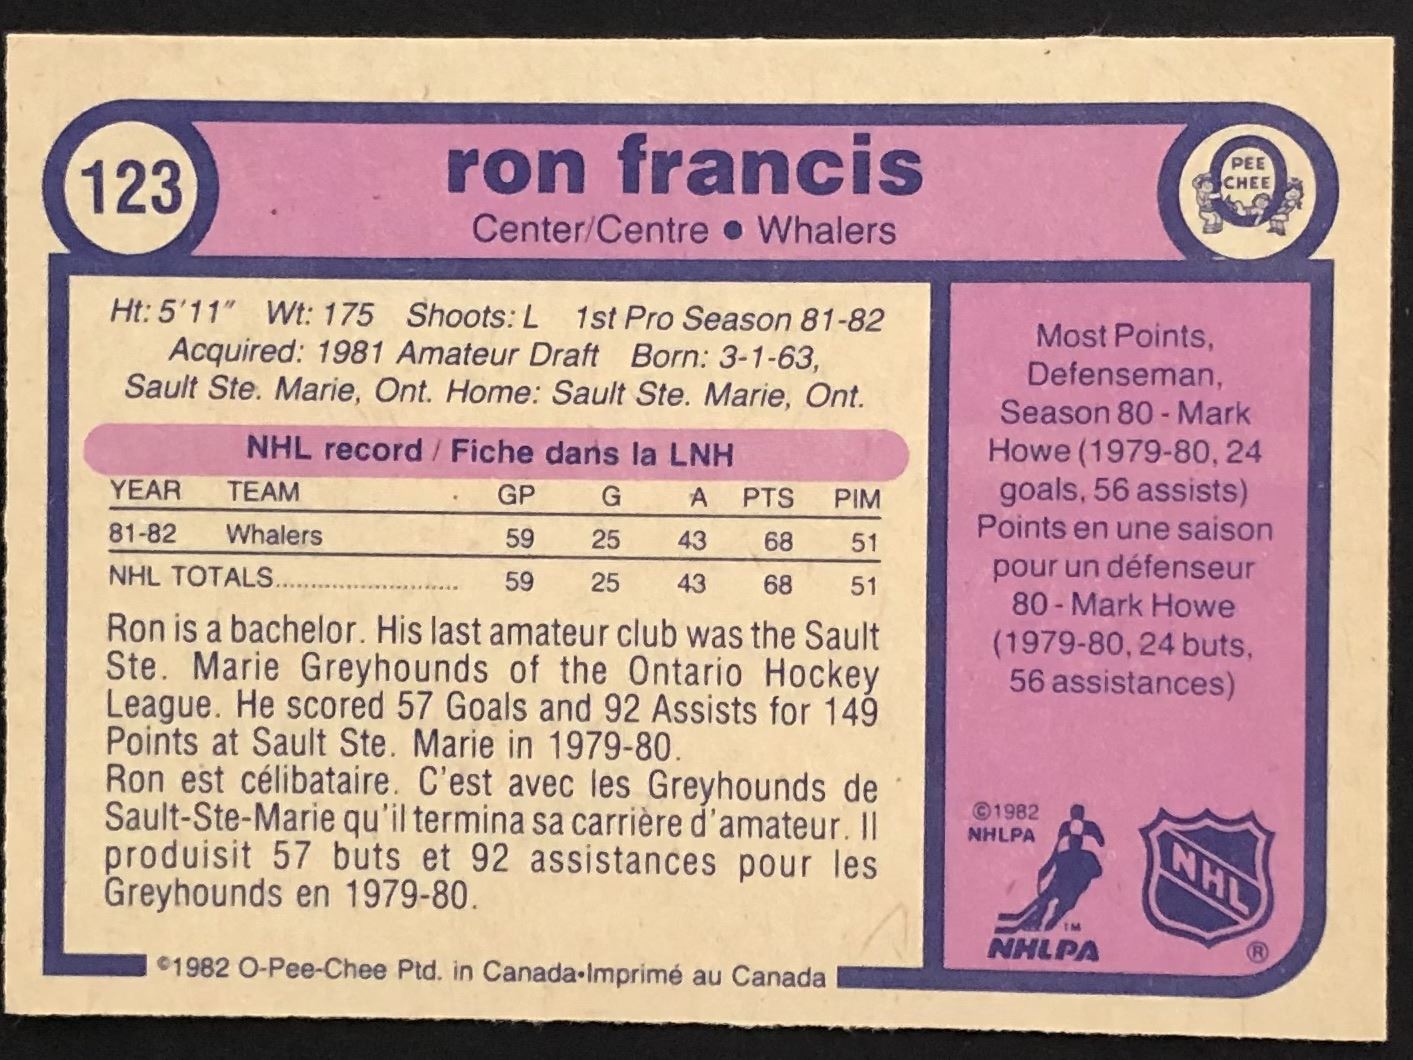 123
ron francis
Center/Centre • Whalers
PEE
CHEE
Ht: 5'11" Wt: 175 Shoots: L 1st Pro Season 81-82
Acquired: 1981 Amateur Draft Born: 3-1-63,
Sault Ste. Marie, Ont. Home: Sault Ste. Marie, Ont.
NHL record / Fiche dans la LNH
YEAR TEAM GP G A PTS PIM
81-82 Whalers 59 25 43 68 51
NHL TOTALS........................... 59 25 43 68 51
Ron is a bachelor. His last amateur club was the Sault
Ste. Marie Greyhounds of the Ontario Hockey
League. He scored 57 Goals and 92 Assists for 149
Points at Sault Ste. Marie in 1979-80.
Ron est célibataire. C'est avec les Greyhounds de
Sault-Ste-Marie qu'il termina sa carrière d'amateur. Il
produisit 57 buts et 92 assistances pour les
Greyhounds en 1979-80.
©1982 O-Pee-Chee Ptd. in Canada•Imprimé au Canada
Most Points,
Defenseman,
Season 80 - Mark
Howe (1979-80, 24
goals, 56 assists)
Points en une saison
pour un défenseur
80 - Mark Howe
(1979-80, 24 buts,
56 assistances)
©1982
NHLPA
TM
NHLPA
NHL
®